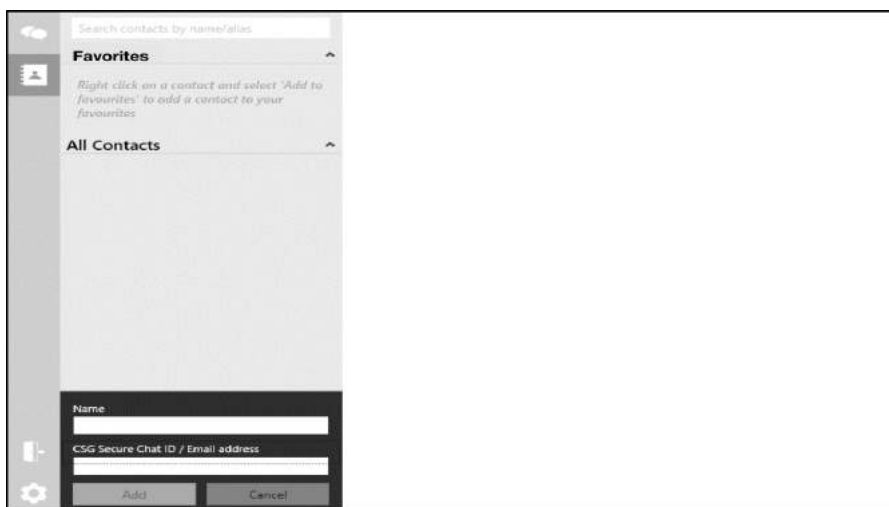 Search contacts by name/alias
Favorites
Right click on a contact and select 'Add to
favourites' to add a contact to your
favourites
All Contacts
Name
CSG Secure Chat ID / Email address
Add
Cancel